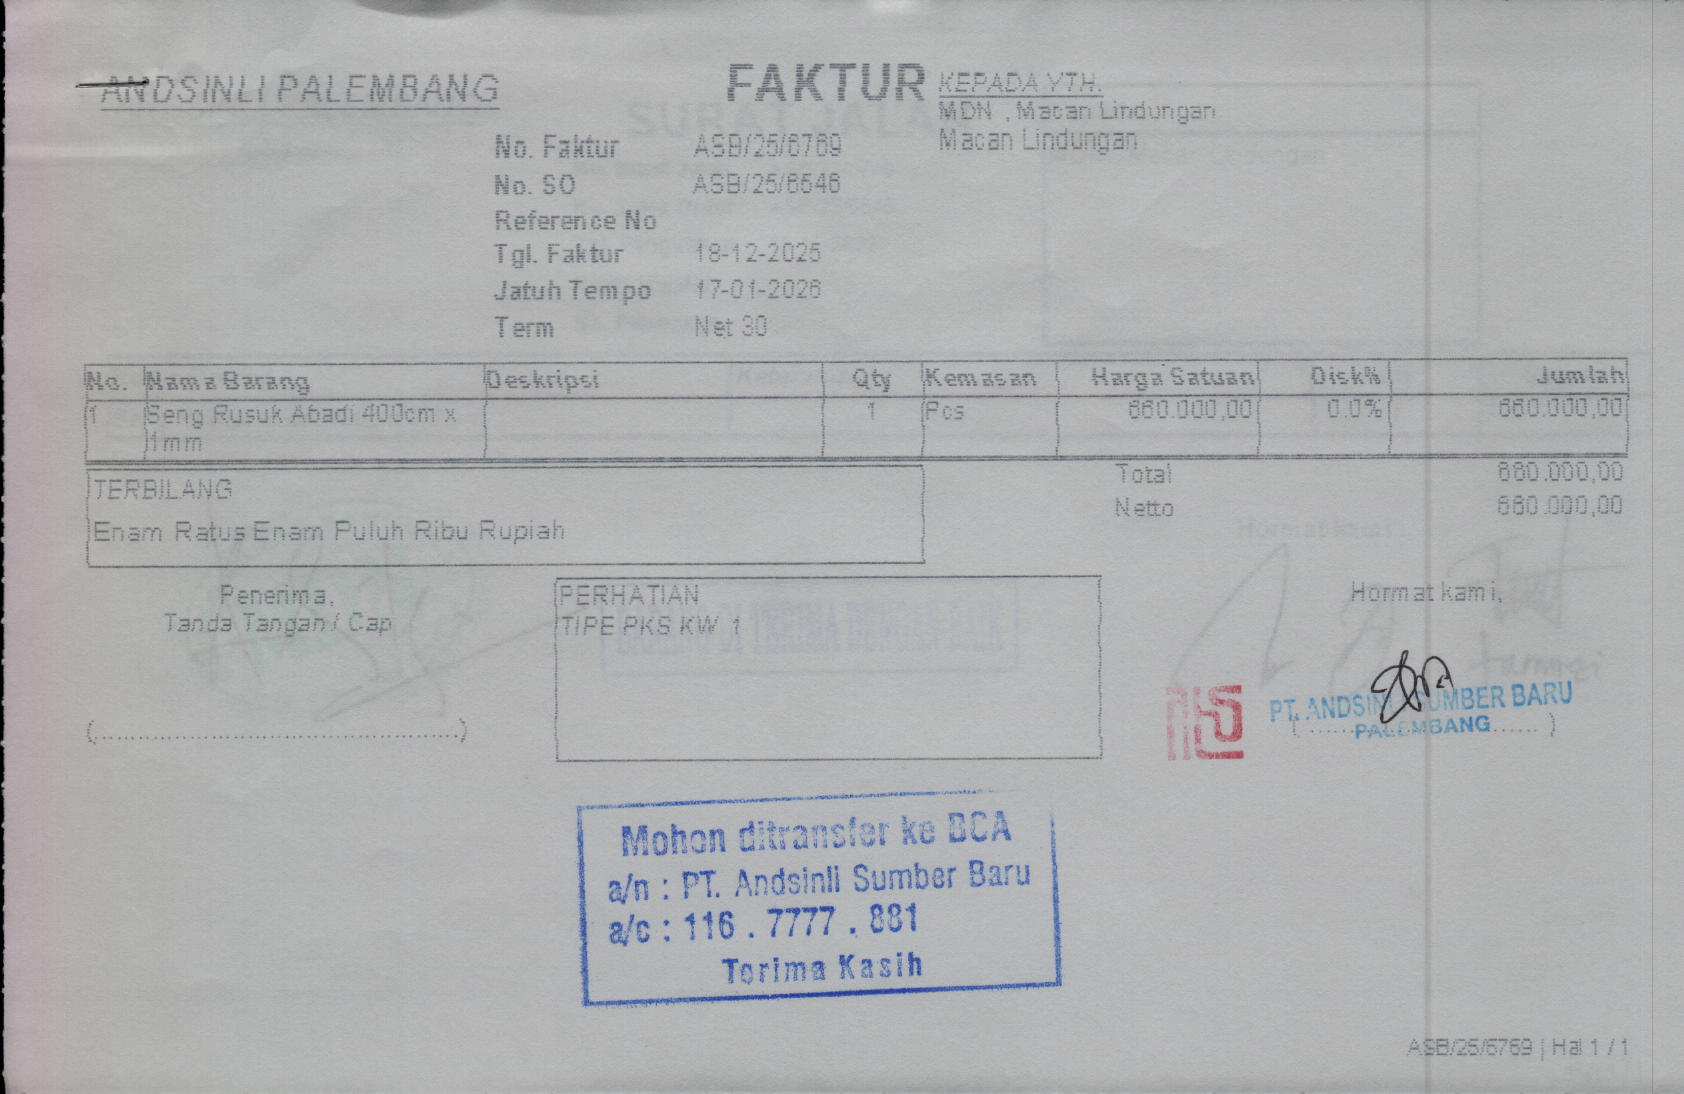 ANDSINLI PALEMBANG
FAKTUR
KEPADA YTH.
MDN , Macan Lindungan
Macan Lindungan
No. Faktur ASB/25/6769
No. SO ASB/25/6546
Reference No
Tgl. Faktur 18-12-2025
Jatuh Tempo 17-01-2026
Term Net 30
No. Nama Barang Deskripsi Qty Kemasan Harga Satuan Disk% Jumlah
1 Seng Rusuk Abadi 400cm x 1 Pcs 660.000,00 0.0% 660.000,00
1mm
Total 660.000,00
Netto 660.000,00
TERBILANG
Enam Ratus Enam Puluh Ribu Rupiah
Penerima,
Tanda Tangan / Cap
(..............................................)
PERHATIAN
TIPE PKS KW 1
Hormat kami,
PT. ANDSINLI SUMBER BARU
PALEMBANG
Mohon ditransfer ke BCA
a/n : PT. Andsinli Sumber Baru
a/c : 116 . 7777 . 881
Terima Kasih
ASB/25/6769 | Hal 1 / 1